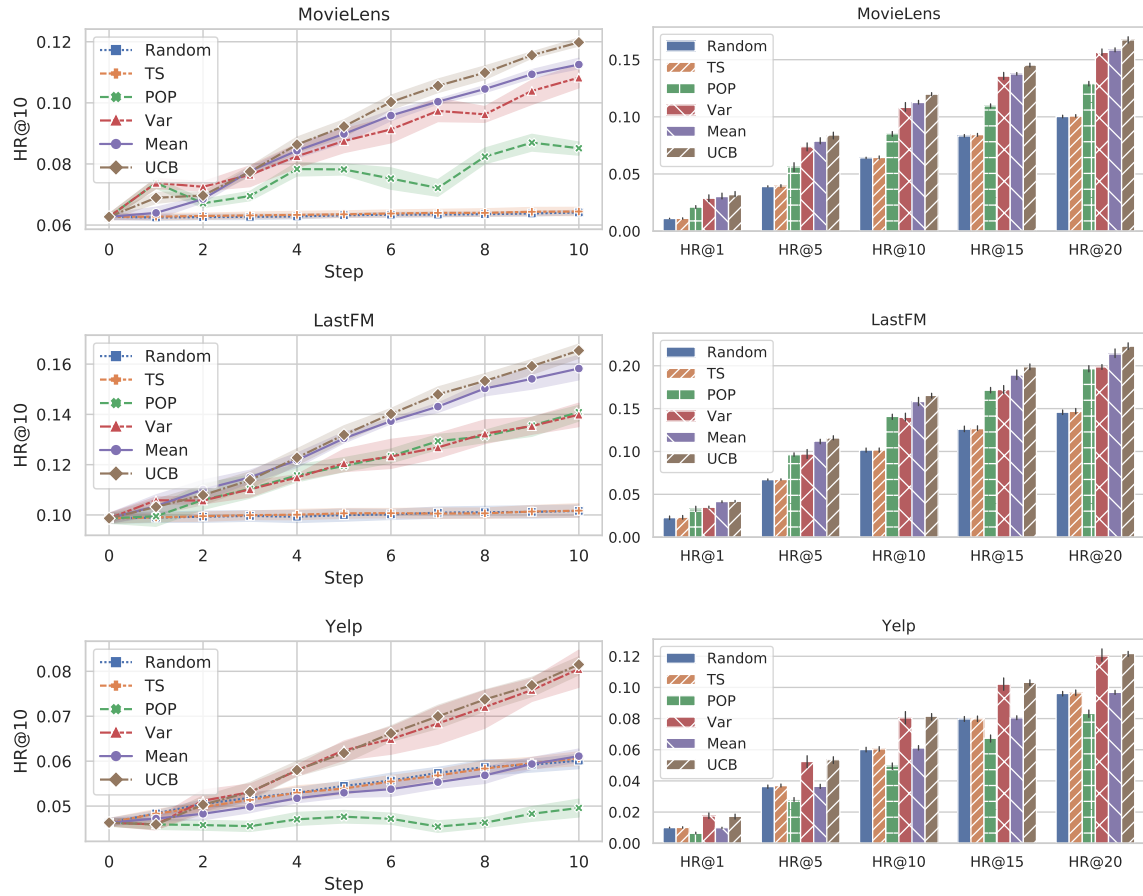 MovieLens
0.12
0.10
0.08
0.06
HR@10
Random
TS
POP
Var
Mean
UCB
0 2 4 6 8 10
Step
MovieLens
0.15
0.10
0.05
0.00
Random
TS
POP
Var
Mean
UCB
HR@1 HR@5 HR@10 HR@15 HR@20
LastFM
0.16
0.14
0.12
0.10
HR@10
Random
TS
POP
Var
Mean
UCB
0 2 4 6 8 10
Step
LastFM
0.20
0.15
0.10
0.05
0.00
Random
TS
POP
Var
Mean
UCB
HR@1 HR@5 HR@10 HR@15 HR@20
Yelp
0.08
0.07
0.06
0.05
HR@10
Random
TS
POP
Var
Mean
UCB
0 2 4 6 8 10
Step
Yelp
0.12
0.10
0.08
0.06
0.04
0.02
0.00
Random
TS
POP
Var
Mean
UCB
HR@1 HR@5 HR@10 HR@15 HR@20